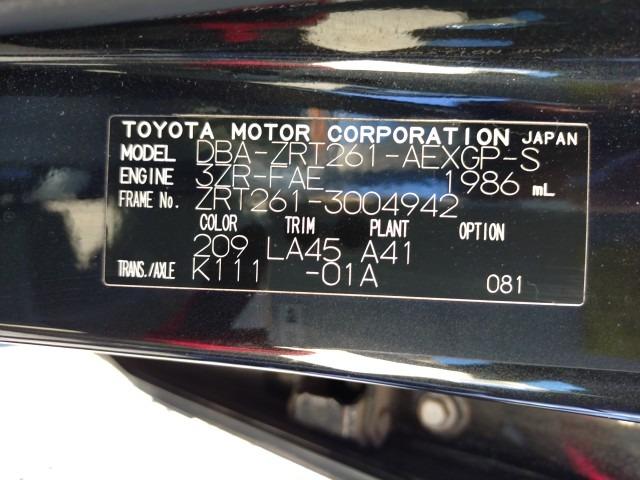 TOYOTA MOTOR CORPORATION JAPAN
MODEL DBA-ZRT261-AEXGP-S
ENGINE 3ZR-FAE 1986 mL
FRAME No. ZRT261-3004942
COLOR TRIM PLANT OPTION
209 LA45 A41
TRANS./AXLE K111 -01A 081